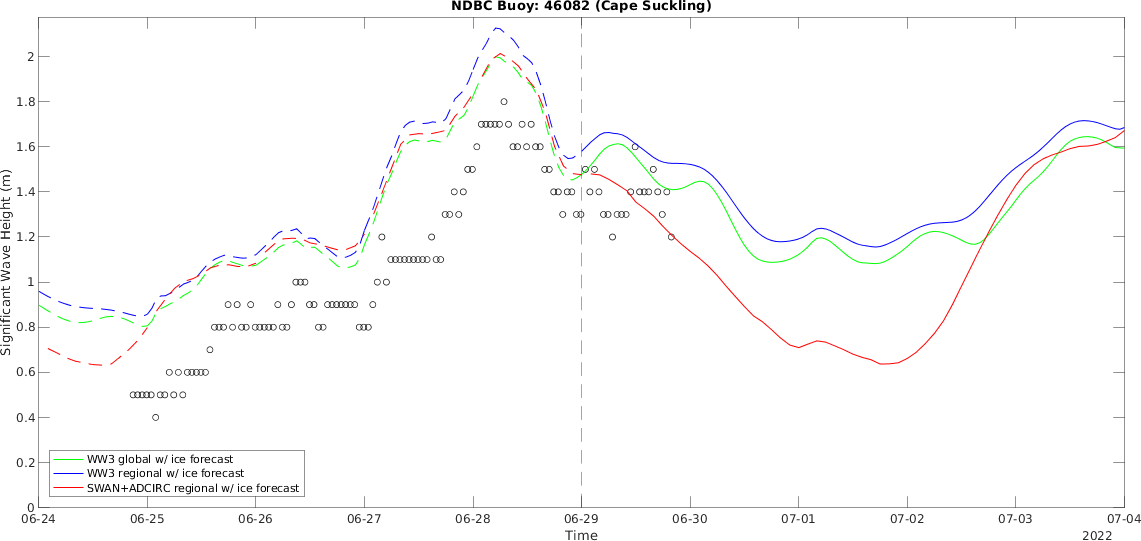 NDBC Buoy: 46082 (Cape Suckling)
Significant Wave Height (m)
2
1.8
1.6
1.4
1.2
1
0.8
0.6
0.4
0.2
0
WW3 global w/ ice forecast
WW3 regional w/ ice forecast
SWAN+ADCIRC regional w/ ice forecast
06-24 06-25 06-26 06-27 06-28 06-29 06-30 07-01 07-02 07-03 07-04
Time
2022